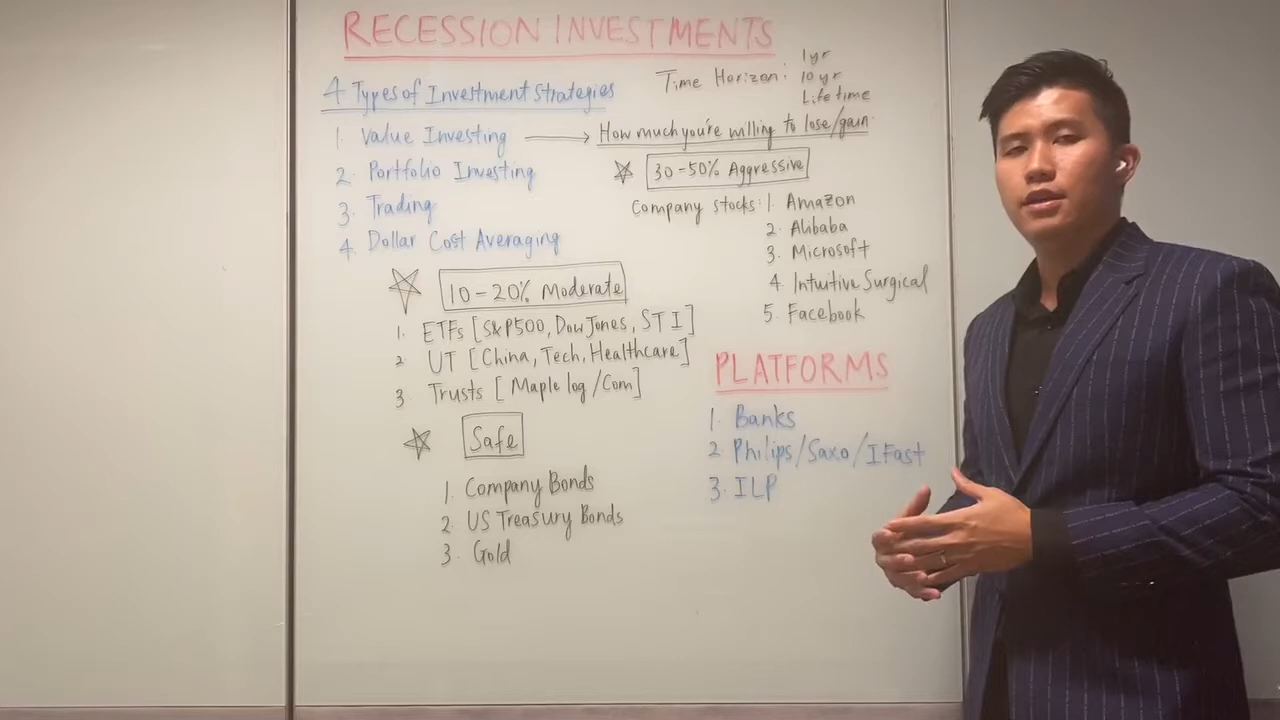 RECESSION INVESTMENTS
4 Types of Investment Strategies
1. Value Investing → How much you're willing to lose/gain.
2. Portfolio Investing
3. Trading
4. Dollar Cost Averaging
Time Horizon: 1yr
10 yr
Life time
30-50% Aggressive
Company stocks: 1. Amazon
2. Alibaba
3. Microsoft
4 Intuitive Surgical
5. Facebook
10-20% Moderate
1. ETFs [S&P500, Dow Jones, STI]
2 UT [China, Tech, Healthcare]
3 Trusts [Maple log/Com]
Safe
1. Company Bonds
2. US Treasury Bonds
3. Gold
PLATFORMS
1. Banks
2 Philips/Saxo/IFast
3. ILP